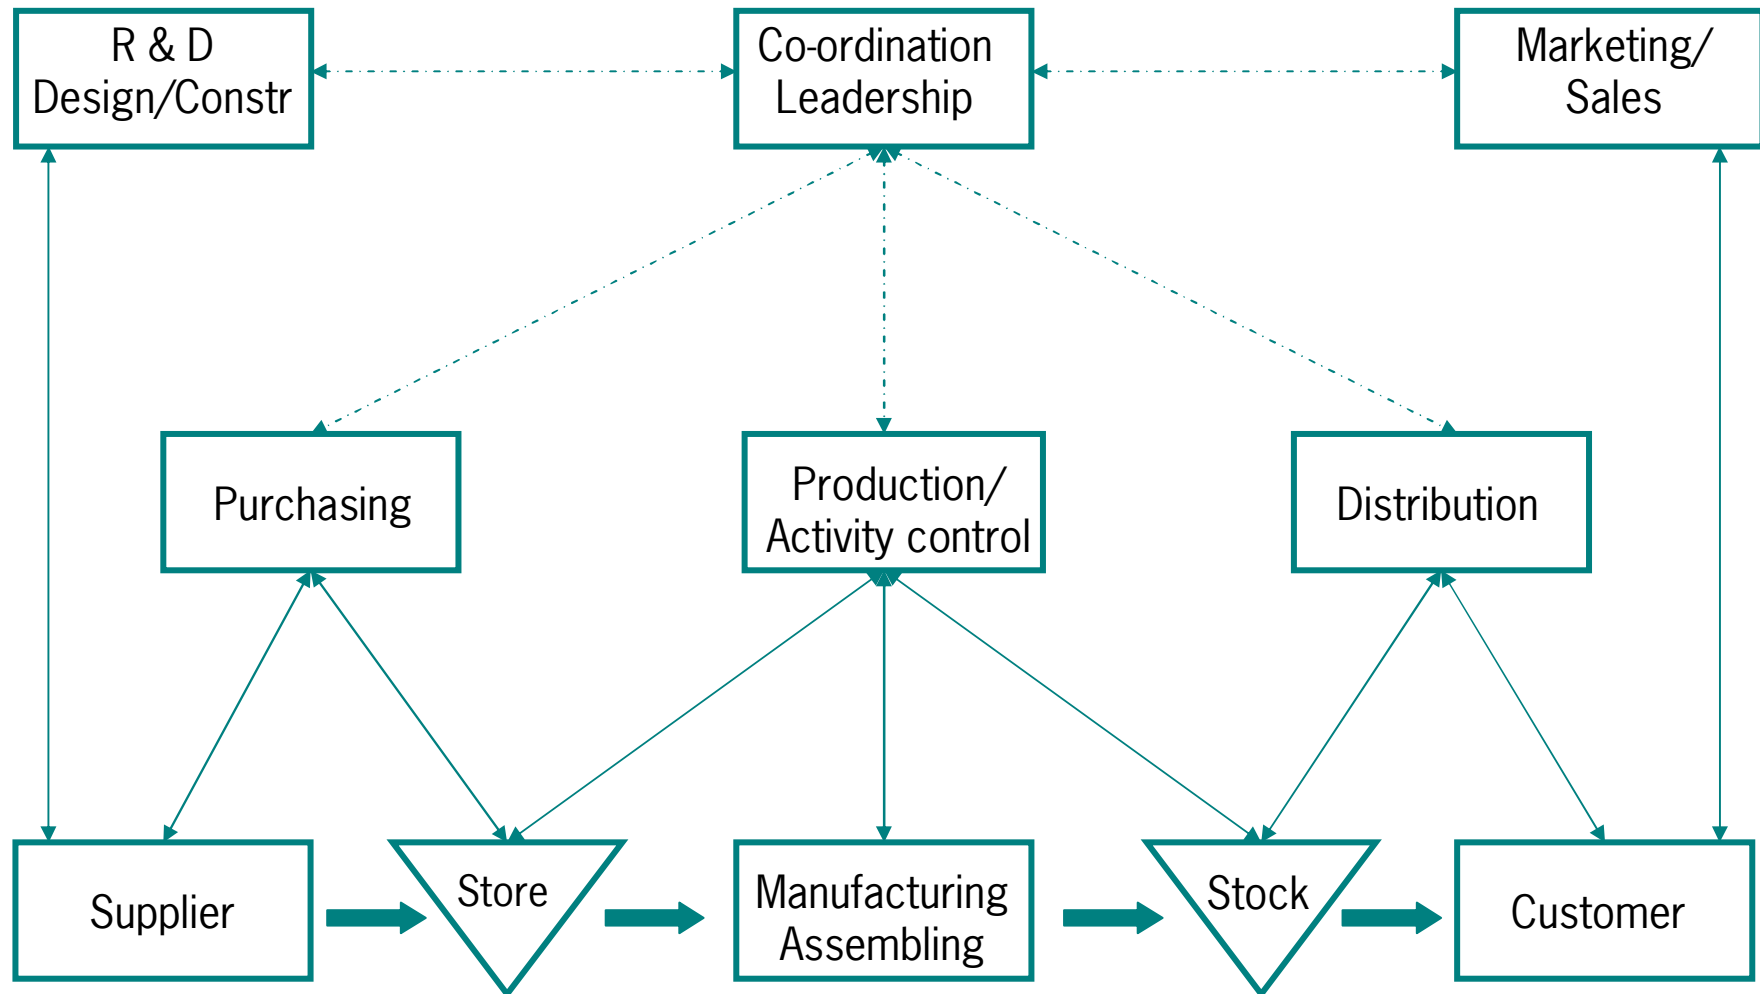 R & D
Design/Constr
Co-ordination
Leadership
Marketing/
Sales
Purchasing
Production/
Activity control
Distribution
Supplier
Store
Manufacturing
Assembling
Stock
Customer